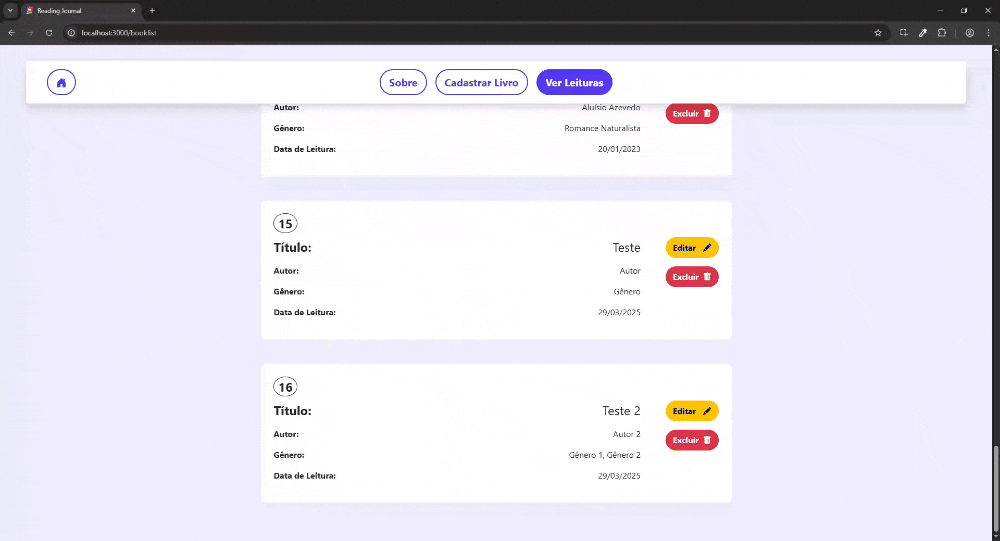 Reading Journal
localhost:3000/booklist
Sobre Cadastrar Livro Ver Leituras
Autor: Aluísio Azevedo
Excluir
Gênero: Romance Naturalista
Data de Leitura: 20/01/2023
15
Título: Teste
Editar
Autor: Autor
Excluir
Gênero: Gênero
Data de Leitura: 29/03/2025
16
Título: Teste 2
Editar
Autor: Autor 2
Excluir
Gênero: Gênero 1, Gênero 2
Data de Leitura: 29/03/2025